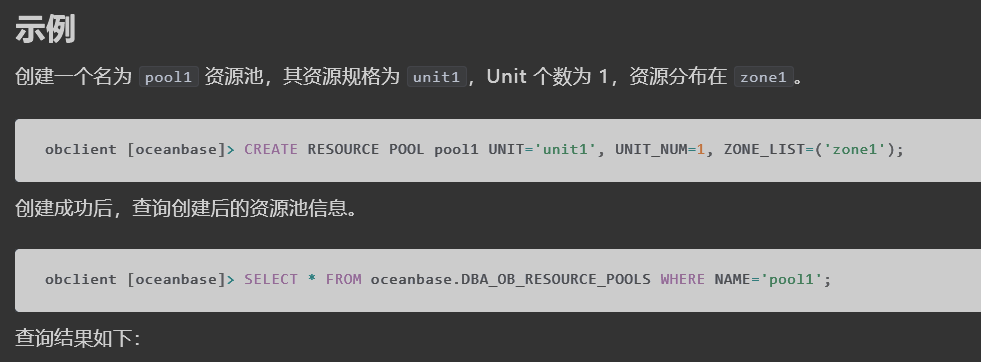 示例
创建一个名为 pool1 资源池，其资源规格为 unit1，Unit 个数为 1，资源分布在 zone1。
obclient [oceanbase]> CREATE RESOURCE POOL pool1 UNIT='unit1', UNIT_NUM=1, ZONE_LIST=('zone1');
创建成功后，查询创建后的资源池信息。
obclient [oceanbase]> SELECT * FROM oceanbase.DBA_OB_RESOURCE_POOLS WHERE NAME='pool1';
查询结果如下：